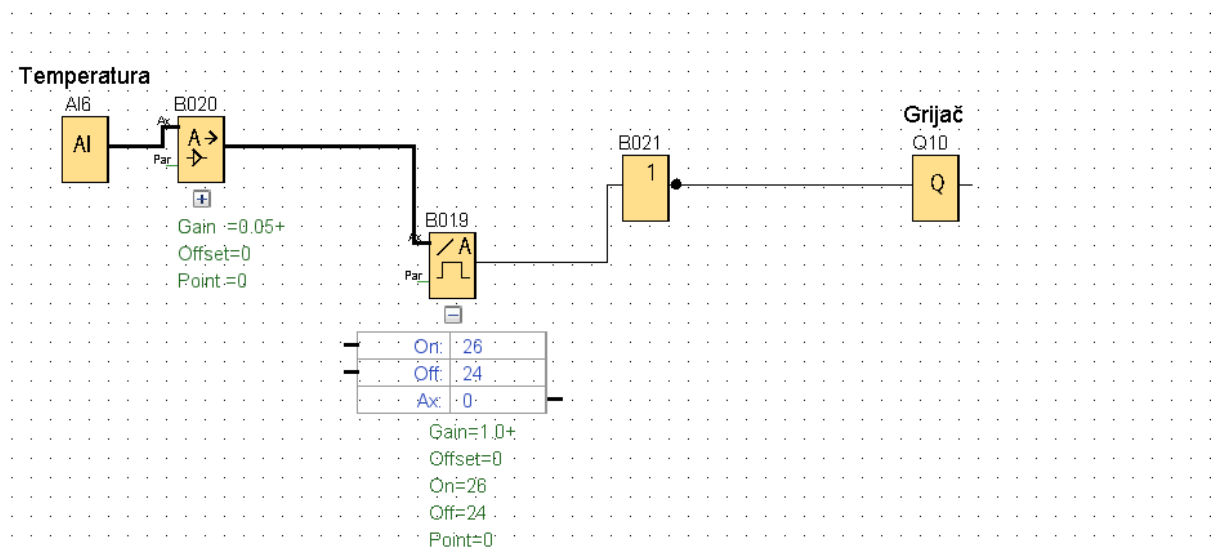 Temperatura
AI6
AI
B020
Ax
Par
A→
Gain =0.05+
Offset=0
Point =0
B019
Ax
Par
A
On: 26
Off: 24
Ax: 0
Gain=1.0+
Offset=0
On=26
Off=24
Point=0
B021
1
Grijač
Q10
Q